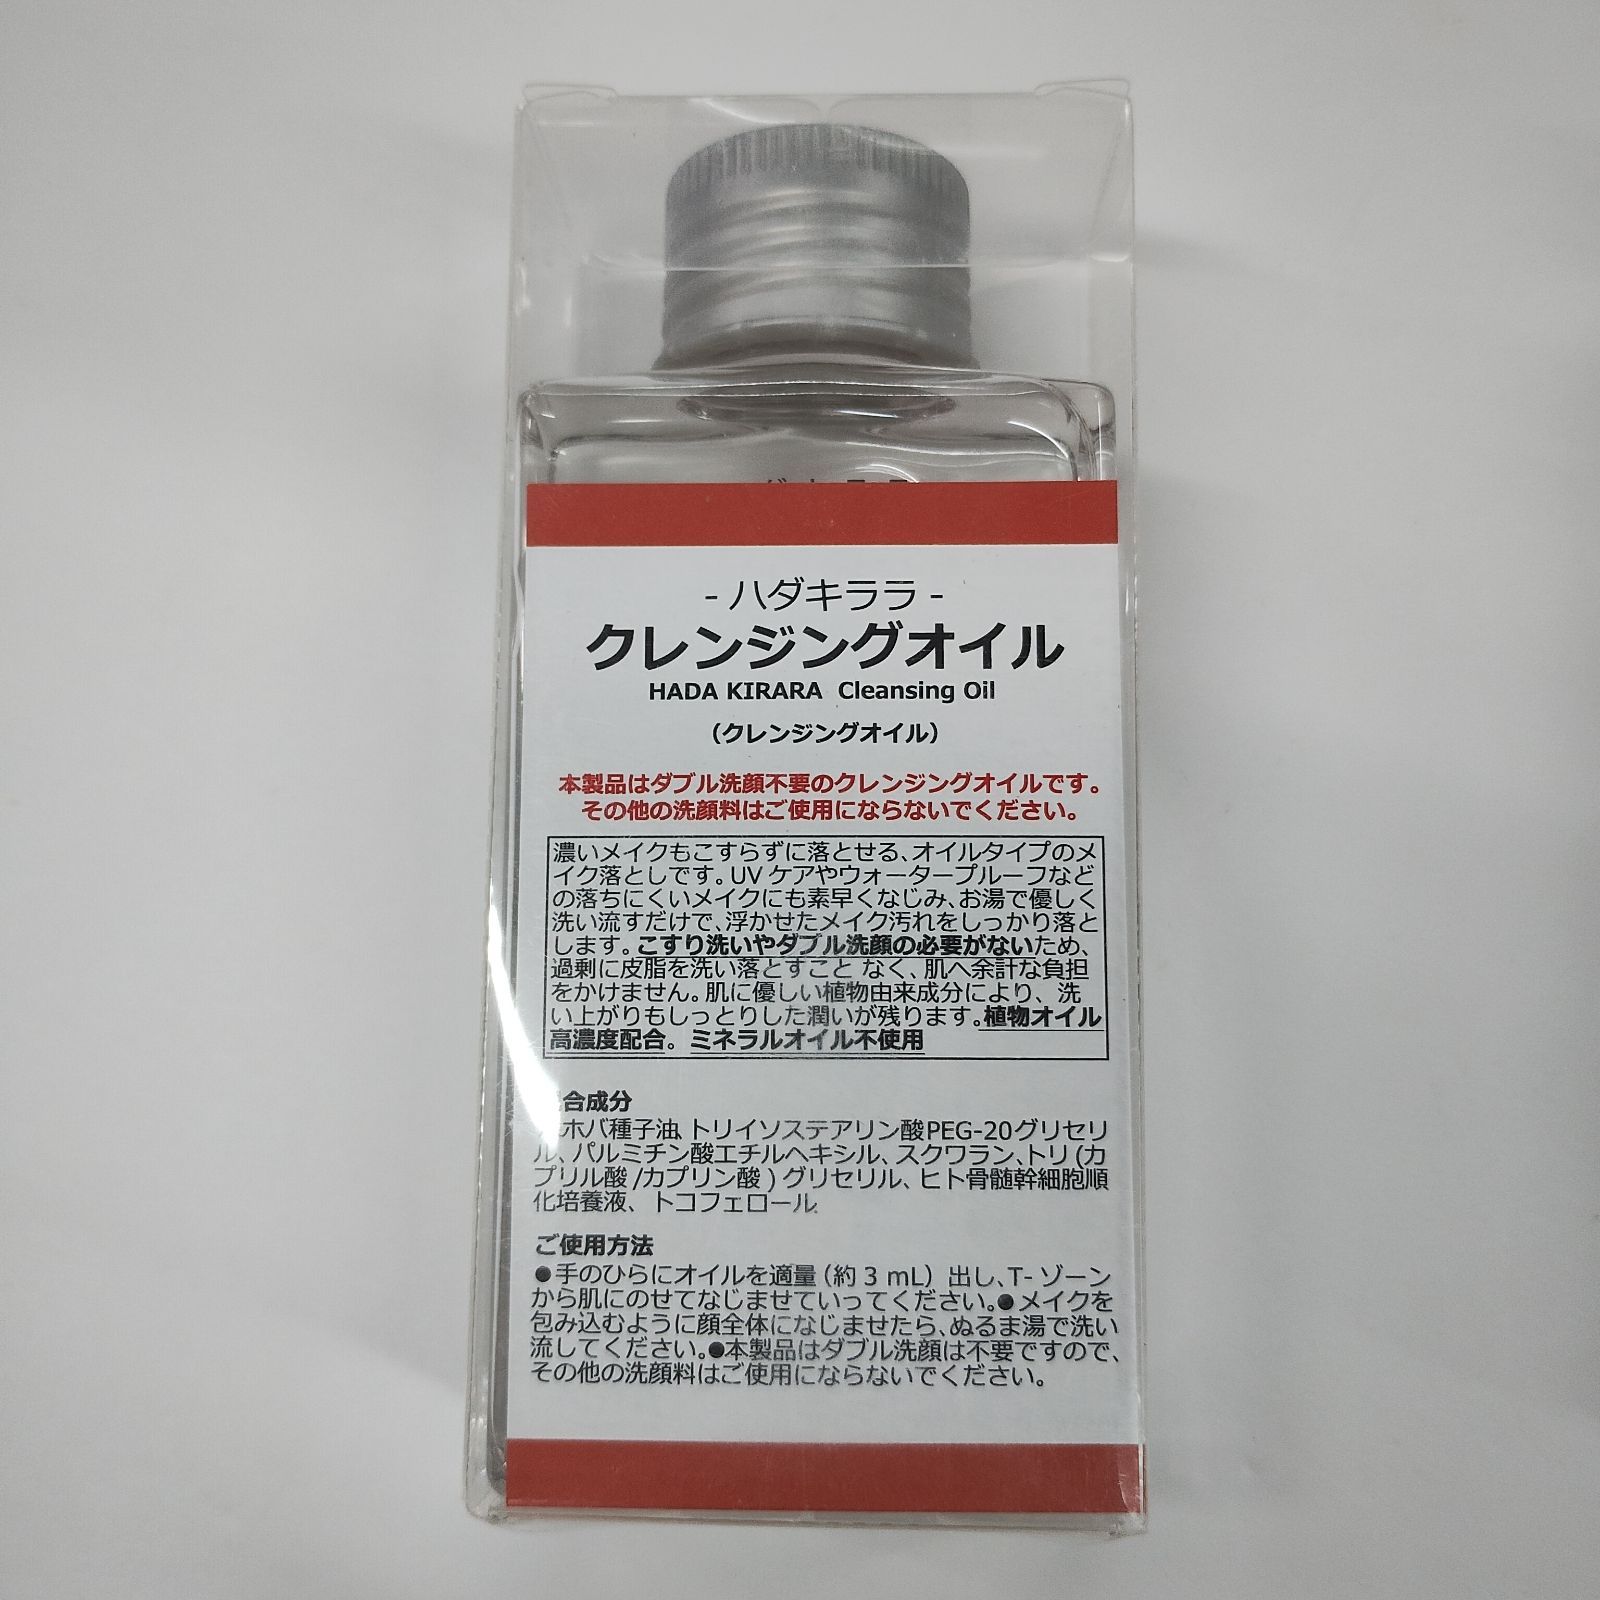 - ハダキララ -
クレンジングオイル
HADA KIRARA Cleansing Oil
（クレンジングオイル）
本製品はダブル洗顔不要のクレンジングオイルです。
その他の洗顔料はご使用にならないでください。
濃いメイクもこすらずに落とせる、オイルタイプのメ
イク落としです。UVケアやウォータープルーフなど
の落ちにくいメイクにも素早くなじみ、お湯で優しく
洗い流すだけで、浮かせたメイク汚れをしっかり落と
します。こすり洗いやダブル洗顔の必要がないため、
過剰に皮脂を洗い落とすこと なく、肌へ余計な負担
をかけません。肌に優しい植物由来成分により、洗
い上がりもしっとりした潤いが残ります。植物オイル
高濃度配合。ミネラルオイル不使用
合成分
ホバ種子油、トリイソステアリン酸PEG-20グリセリ
ル、パルミチン酸エチルヘキシル、スクワラン、トリ(カ
プリル酸/カプリン酸)グリセリル、ヒト骨髄幹細胞順
化培養液、トコフェロール
ご使用方法
●手のひらにオイルを適量（約3 mL）出し、T-ゾーン
から肌にのせてなじませていってください。●メイクを
包み込むように顔全体になじませたら、ぬるま湯で洗い
流してください。●本製品はダブル洗顔は不要ですので、
その他の洗顔料はご使用にならないでください。